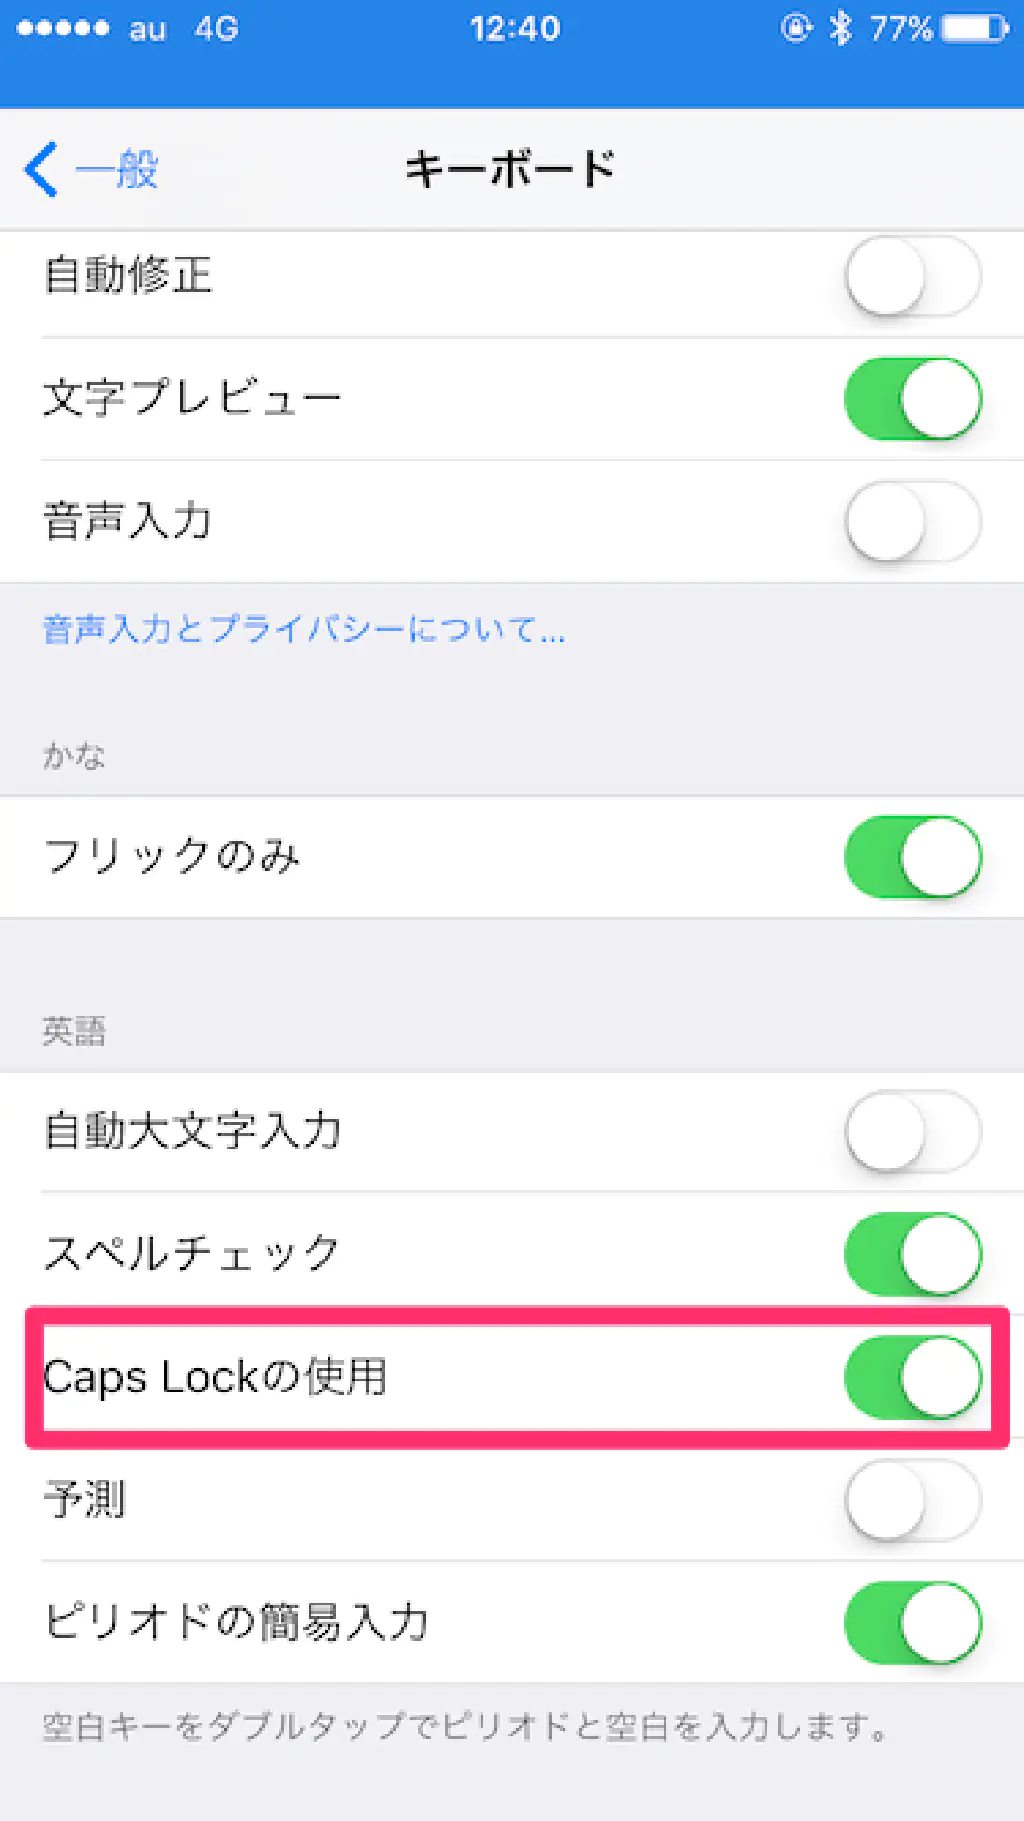 au 4G 12:40 77%
一般 キーボード
自動修正
文字プレビュー
音声入力
音声入力とプライバシーについて...
かな
フリックのみ
英語
自動大文字入力
スペルチェック
Caps Lockの使用
予測
ピリオドの簡易入力
空白キーをダブルタップでピリオドと空白を入力します。